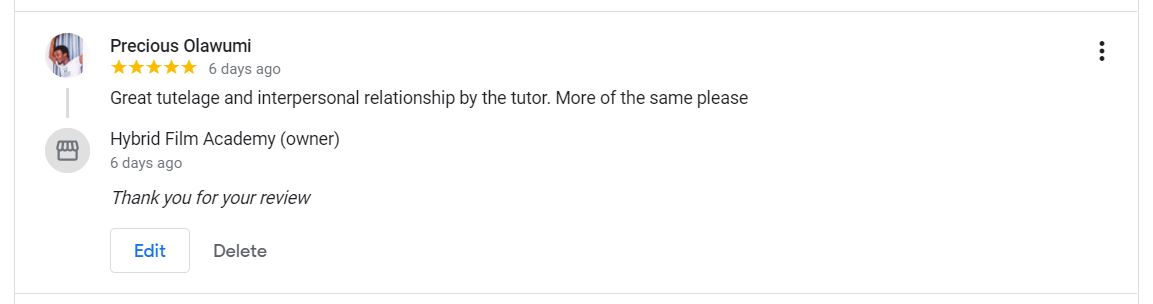 Precious Olawumi
6 days ago
Great tutelage and interpersonal relationship by the tutor. More of the same please
Hybrid Film Academy (owner)
6 days ago
Thank you for your review
Edit Delete